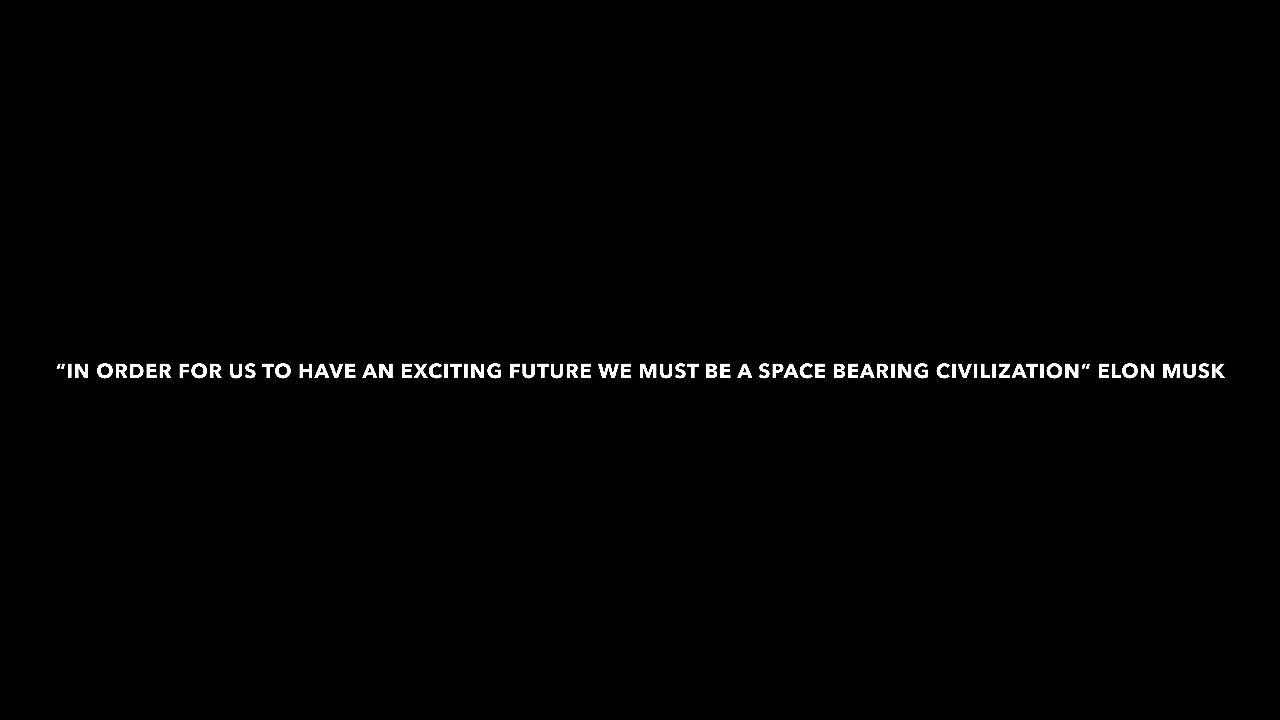 “IN ORDER FOR US TO HAVE AN EXCITING FUTURE WE MUST BE A SPACE BEARING CIVILIZATION” ELON MUSK